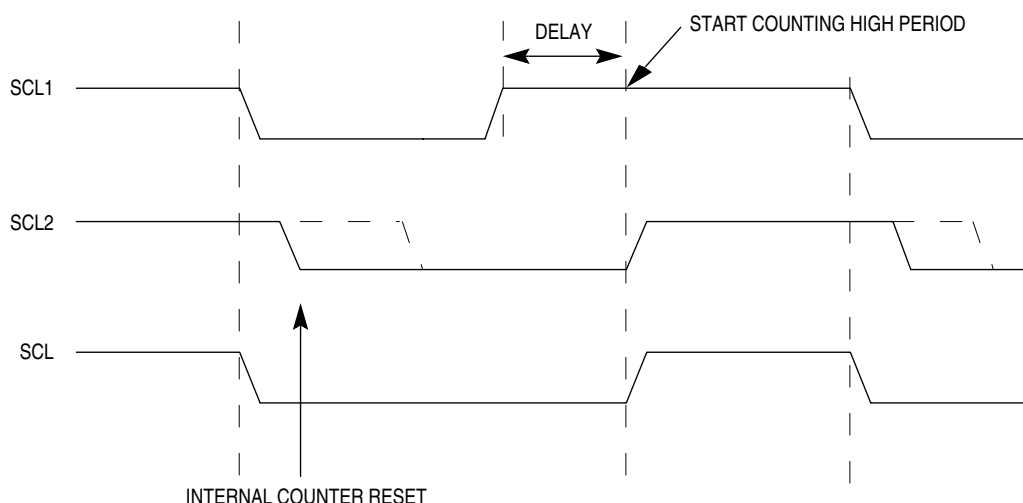 DELAY
START COUNTING HIGH PERIOD
SCL1
SCL2
SCL
INTERNAL COUNTER RESET